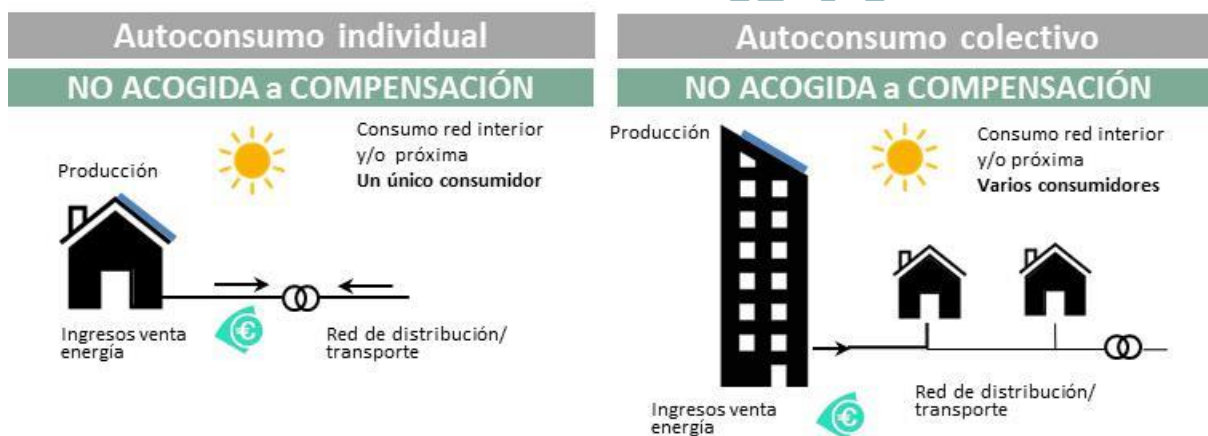 Autoconsumo individual
NO ACOGIDA a COMPENSACIÓN
Consumo red interior
y/o próxima
Un único consumidor
Producción
Ingresos venta
energía
€
Red de distribución/
transporte
Autoconsumo colectivo
NO ACOGIDA a COMPENSACIÓN
Producción
Consumo red interior
y/o próxima
Varios consumidores
Red de distribución/
transporte
Ingresos venta
energía
€